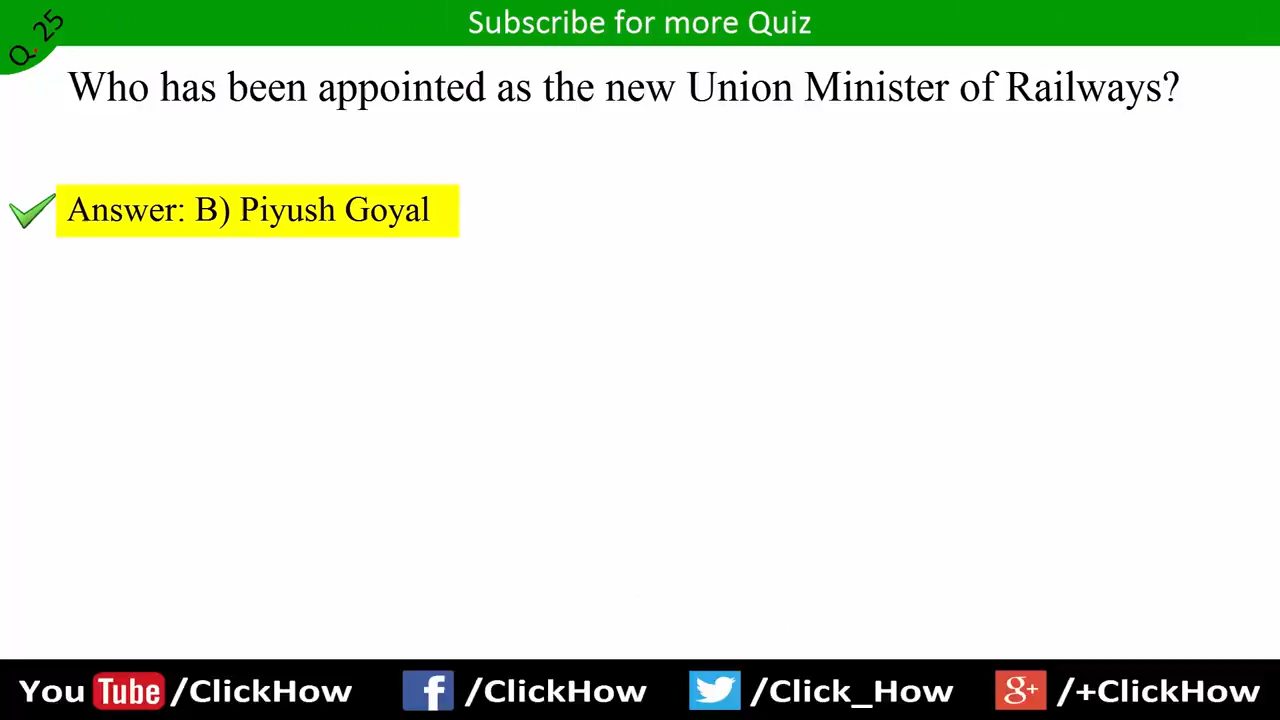 Q. 25
Subscribe for more Quiz
Who has been appointed as the new Union Minister of Railways?
Answer: B) Piyush Goyal
You Tube /ClickHow f /ClickHow /Click_How g+ /+ClickHow